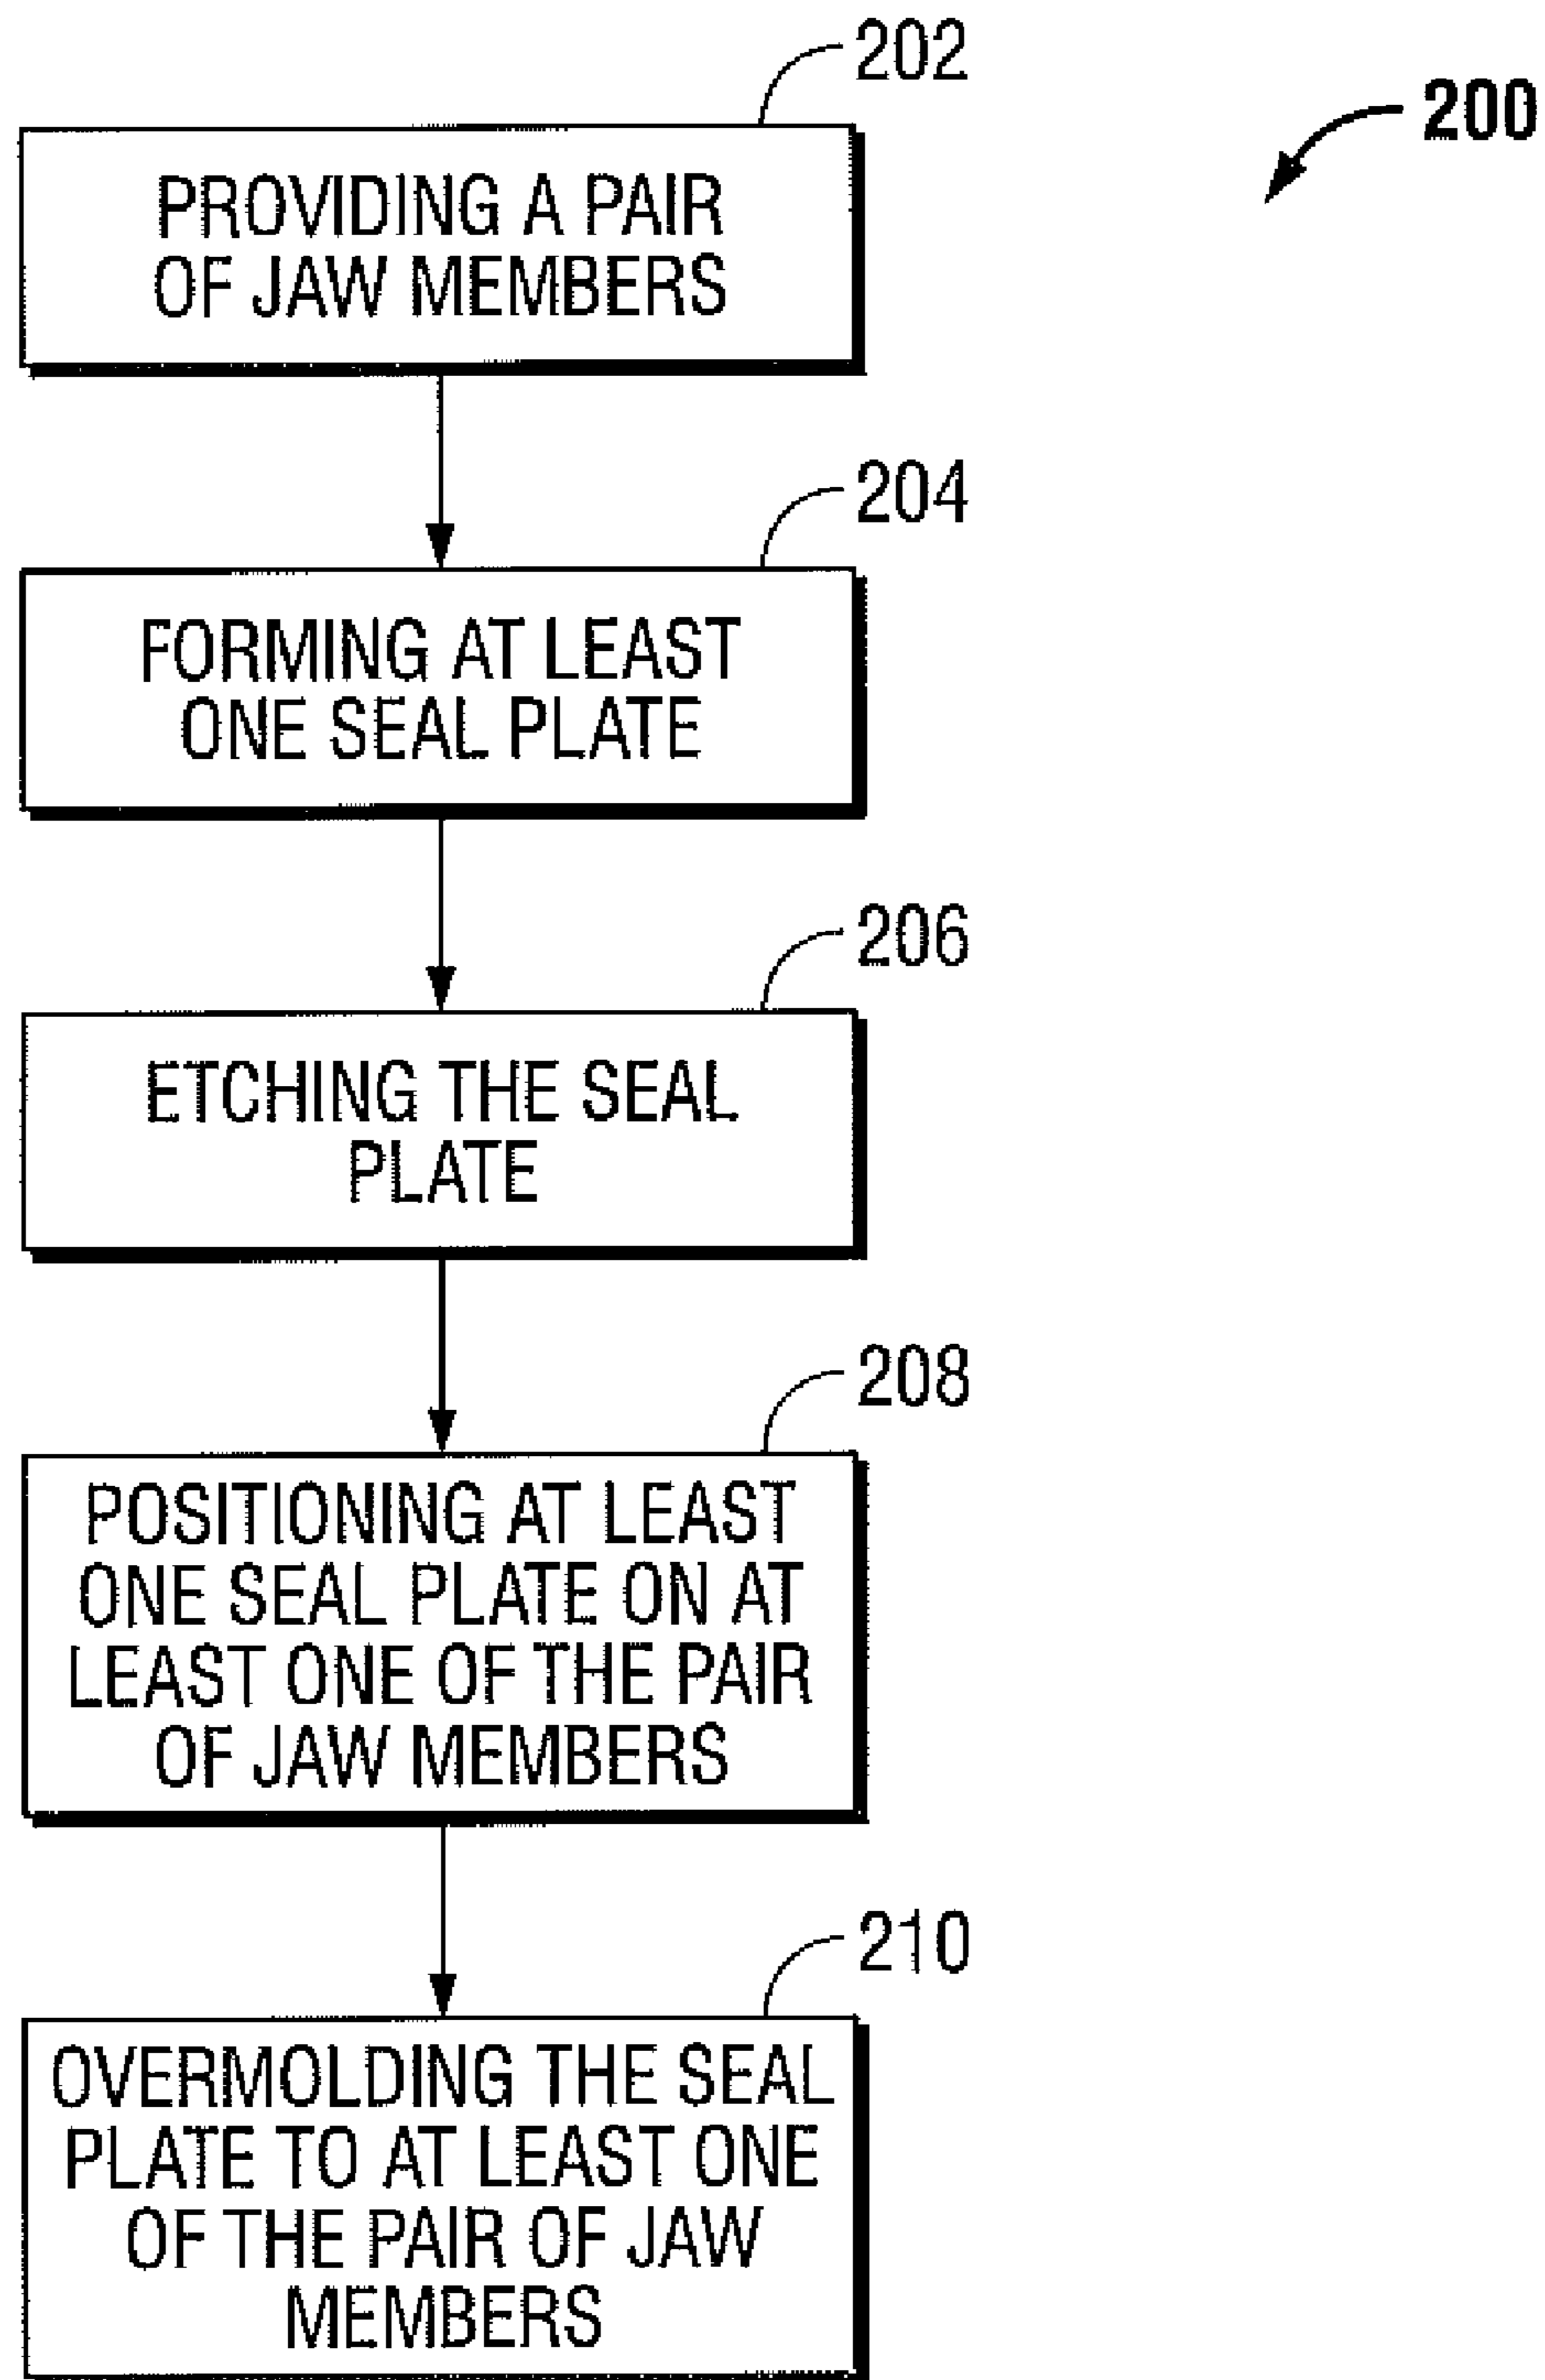 202
200
PROVIDING A PAIR
OF JAW MEMBERS
204
FORMING AT LEAST
ONE SEAL PLATE
206
ETCHING THE SEAL
PLATE
208
POSITIONING AT LEAST
ONE SEAL PLATE ON AT
LEAST ONE OF THE PAIR
OF JAW MEMBERS
210
OVERMOLDING THE SEAL
PLATE TO AT LEAST ONE
OF THE PAIR OF JAW
MEMBERS